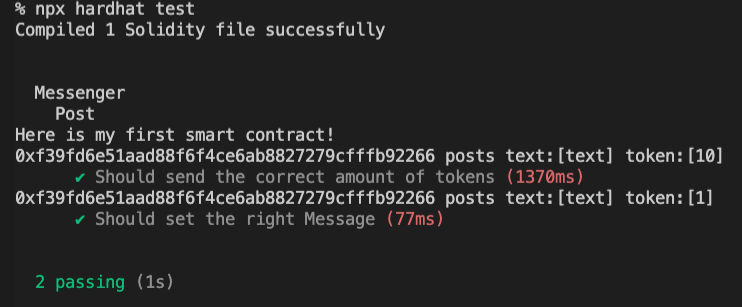 % npx hardhat test
Compiled 1 Solidity file successfully
Messenger
Post
Here is my first smart contract!
0xf39fd6e51aad88f6f4ce6ab8827279cfffb92266 posts text:[text] token:[10]
✔ Should send the correct amount of tokens (1370ms)
0xf39fd6e51aad88f6f4ce6ab8827279cfffb92266 posts text:[text] token:[1]
✔ Should set the right Message (77ms)
2 passing (1s)